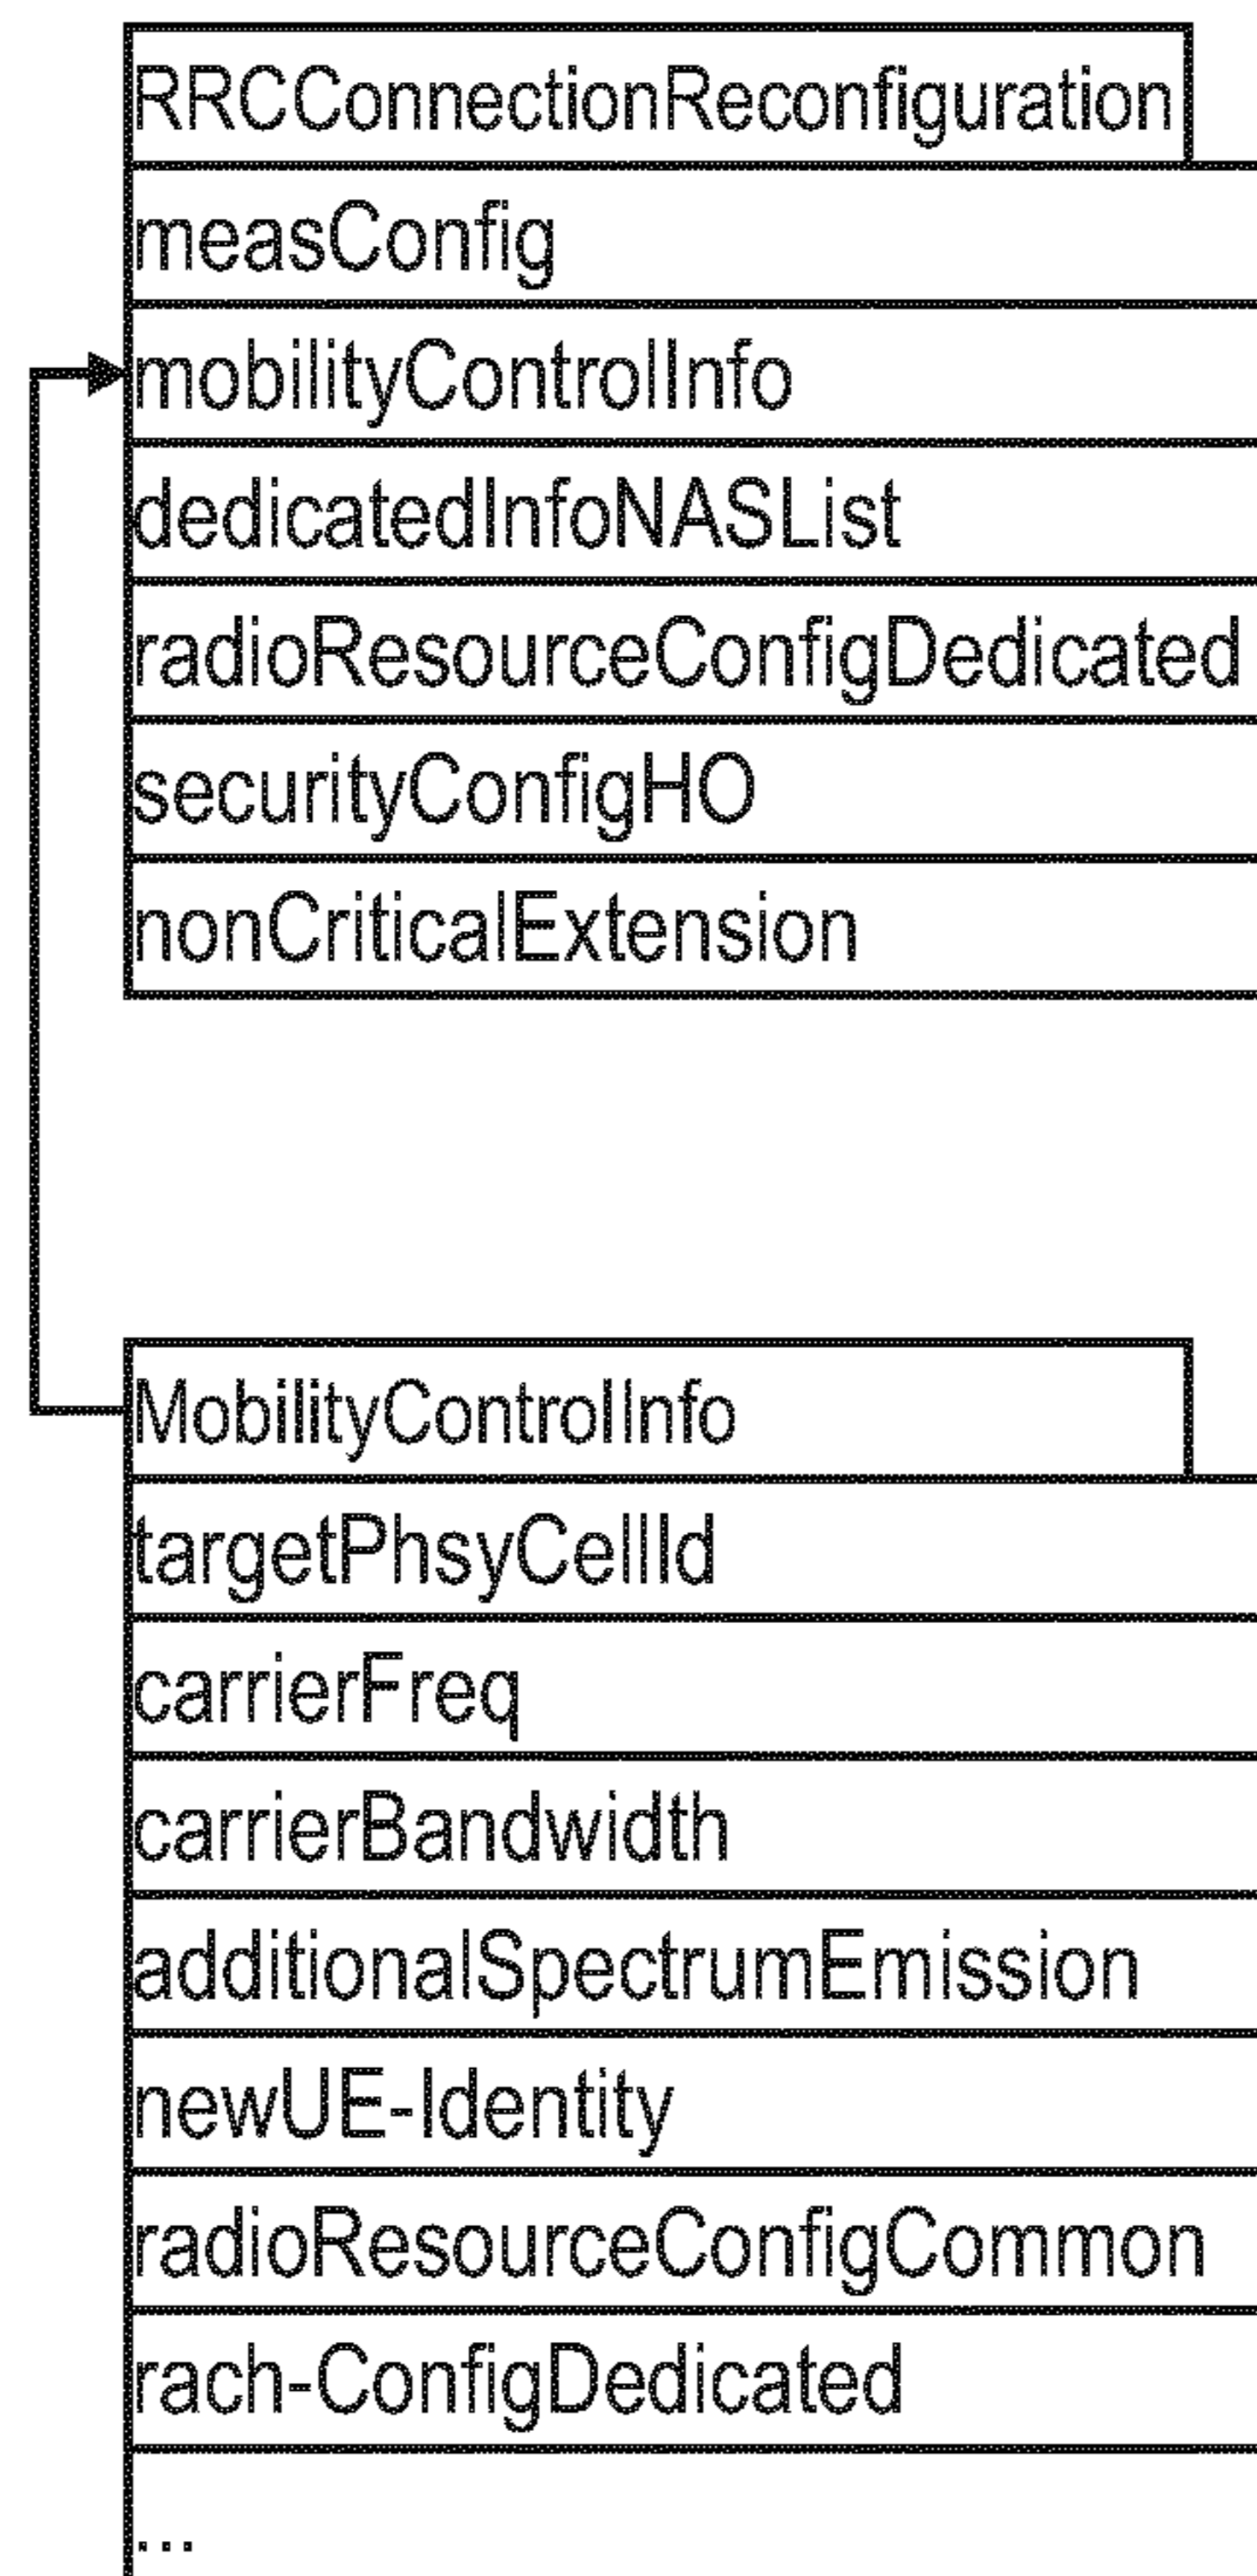 RRCConnectionReconfiguration
measConfig
mobilityControlInfo
dedicatedInfoNASList
radioResourceConfigDedicated
securityConfigHO
nonCriticalExtension
MobilityControlInfo
targetPhsyCellId
carrierFreq
carrierBandwidth
additionalSpectrumEmission
newUE-Identity
radioResourceConfigCommon
rach-ConfigDedicated
...